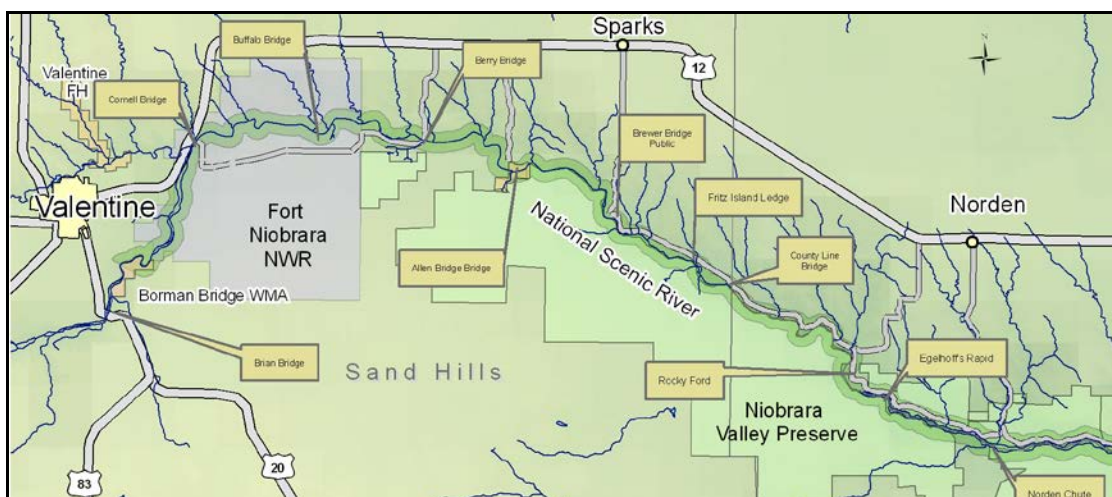 Sparks
Buffalo Bridge
Berry Bridge
12
N
Valentine
FH
Cornell Bridge
Brewer Bridge
Public
Valentine
Fort
Niobrara
NWR
Fritz Island Ledge
Norden
National Scenic River
Allen Bridge Bridge
County Line
Bridge
Borman Bridge WMA
Brian Bridge
Sand Hills
Rocky Ford
Egelhoff's Rapid
Niobrara
Valley Preserve
20
83
Norden Chute